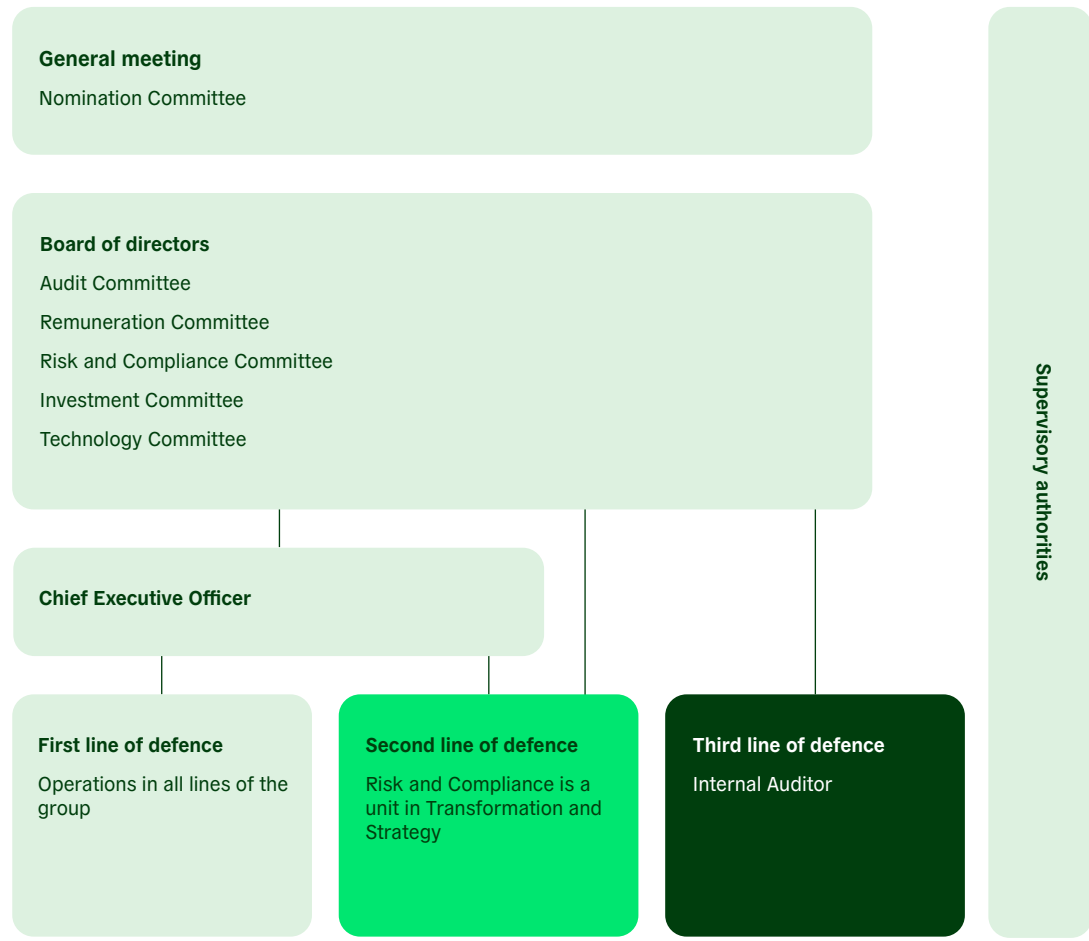 General meeting
Nomination Committee
Board of directors
Audit Committee
Remuneration Committee
Risk and Compliance Committee
Investment Committee
Technology Committee
Chief Executive Officer
First line of defence
Operations in all lines of the
group
Second line of defence
Risk and Compliance is a
unit in Transformation and
Strategy
Third line of defence
Internal Auditor
Supervisory authorities